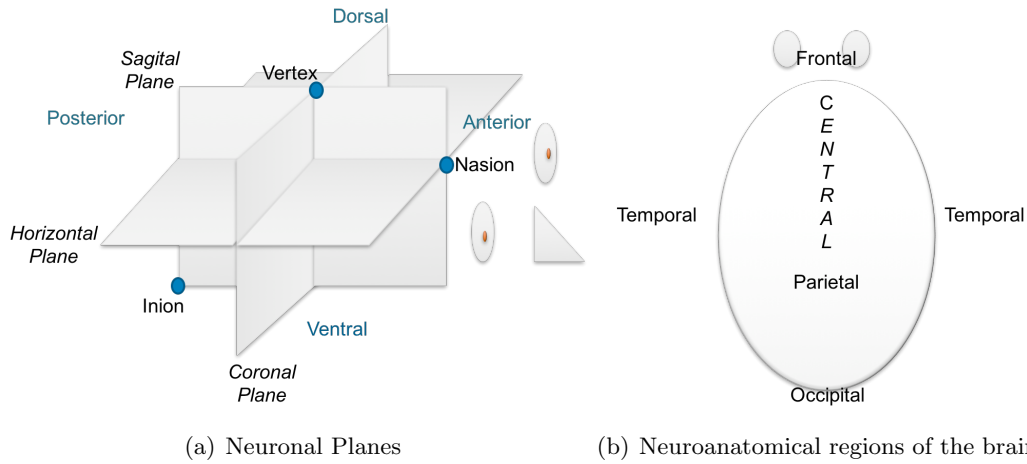 Dorsal
Sagital
Plane
Vertex
Posterior
Anterior
Nasion
Horizontal
Plane
Inion
Ventral
Coronal
Plane
(a) Neuronal Planes
Frontal
C
E
N
T
R
A
L
Temporal
Temporal
Parietal
Occipital
(b) Neuroanatomical regions of the brain